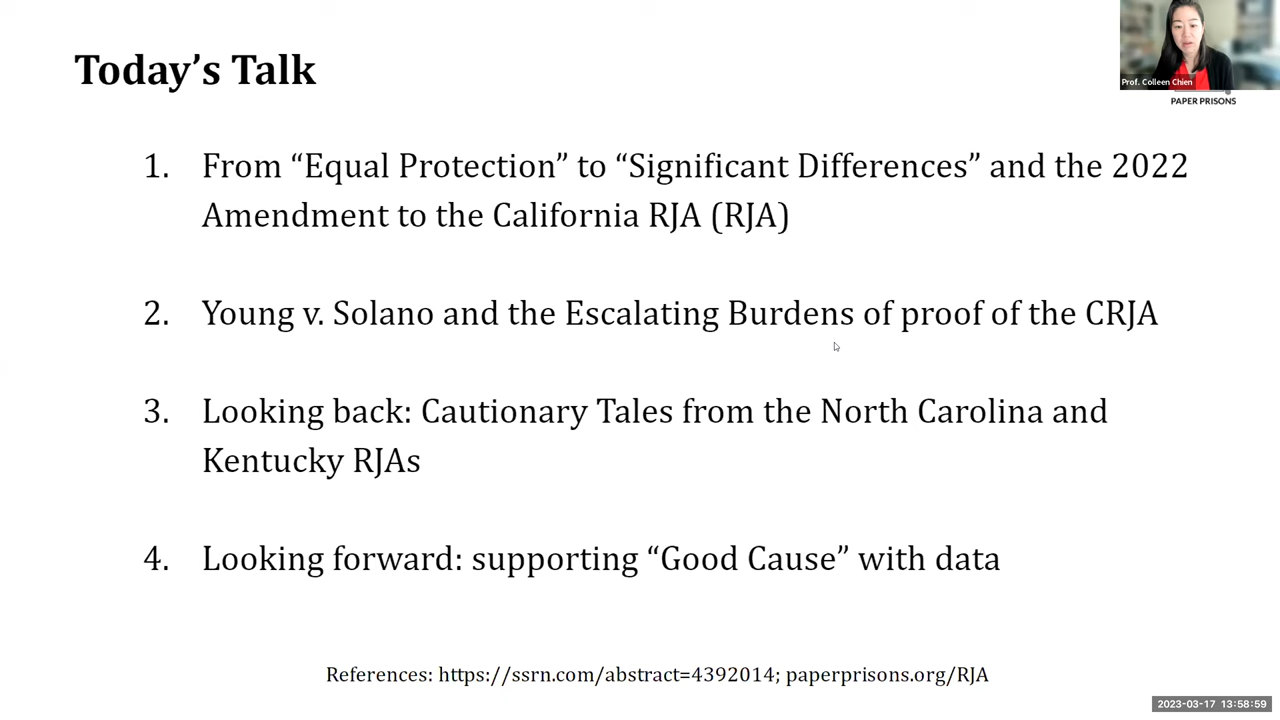 Today’s Talk
Prof. Colleen Chien
PAPER PRISONS
1. From “Equal Protection” to “Significant Differences” and the 2022
Amendment to the California RJA (RJA)
2. Young v. Solano and the Escalating Burdens of proof of the CRJA
3. Looking back: Cautionary Tales from the North Carolina and
Kentucky RJAs
4. Looking forward: supporting “Good Cause” with data
References: https://ssrn.com/abstract=4392014; paperprisons.org/RJA
2023-03-17 13:58:59